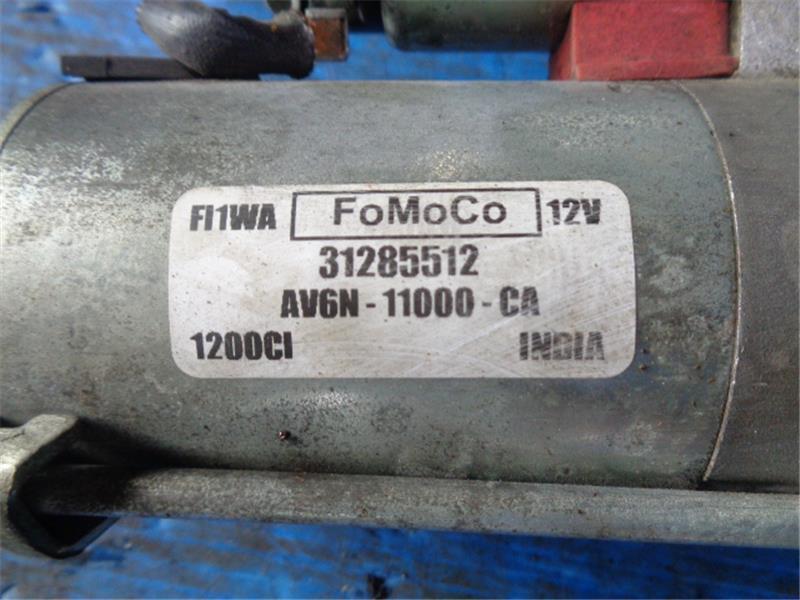 FI1WA FoMoCo 12V
31285512
AV6N - 11000 - CA
1200CI INDIA